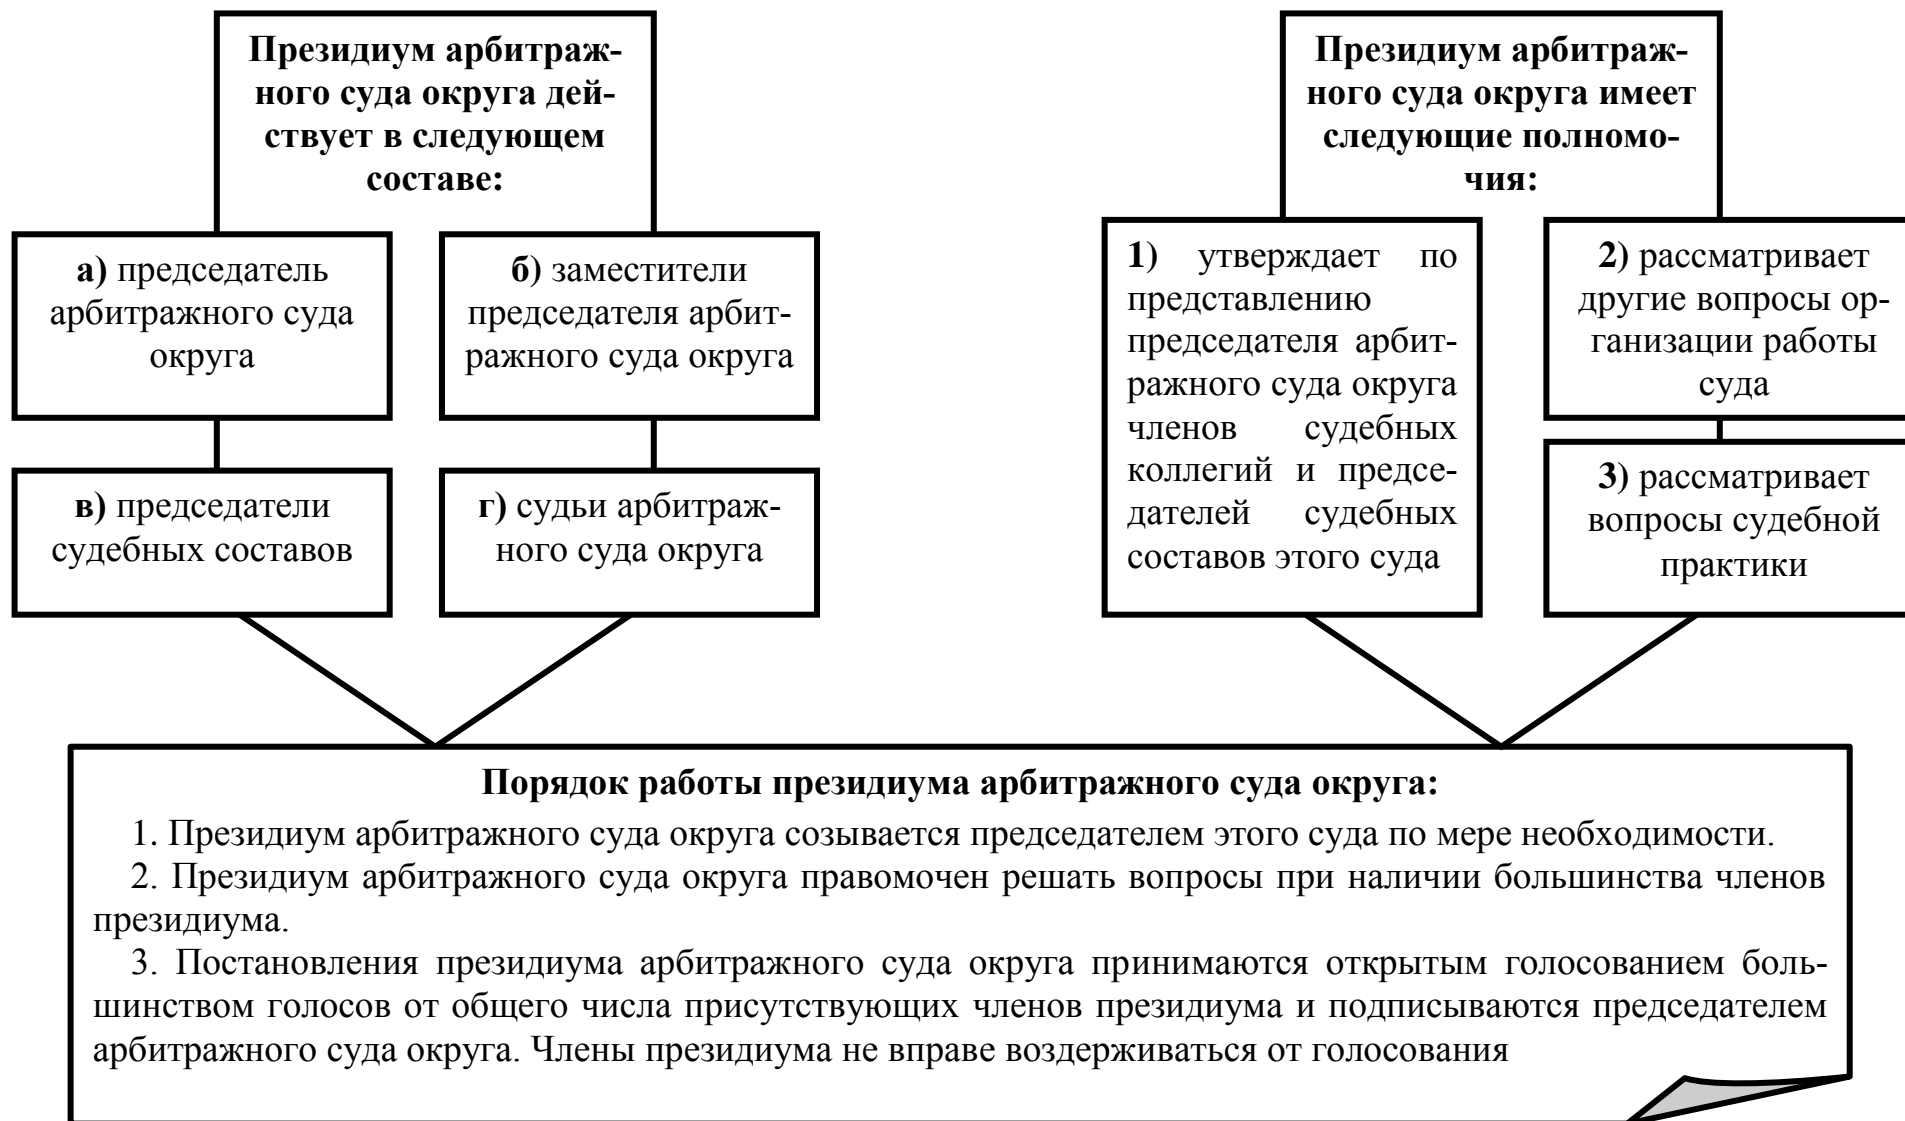 Президиум арбитраж-
ного суда округа дей-
ствует в следующем
составе:
а) председатель
арбитражного суда
округа
б) заместители
председателя арбит-
ражного суда округа
в) председатели
судебных составов
г) судьи арбитраж-
ного суда округа
Президиум арбитраж-
ного суда округа имеет
следующие полномо-
чия:
1) утверждает по
представлению
председателя арбит-
ражного суда округа
членов судебных
коллегий и предсе-
дателей судебных
составов этого суда
2) рассматривает
другие вопросы ор-
ганизации работы
суда
3) рассматривает
вопросы судебной
практики
Порядок работы президиума арбитражного суда округа:
1. Президиум арбитражного суда округа созывается председателем этого суда по мере необходимости.
2. Президиум арбитражного суда округа правомочен решать вопросы при наличии большинства членов
президиума.
3. Постановления президиума арбитражного суда округа принимаются открытым голосованием боль-
шинством голосов от общего числа присутствующих членов президиума и подписываются председателем
арбитражного суда округа. Члены президиума не вправе воздерживаться от голосования